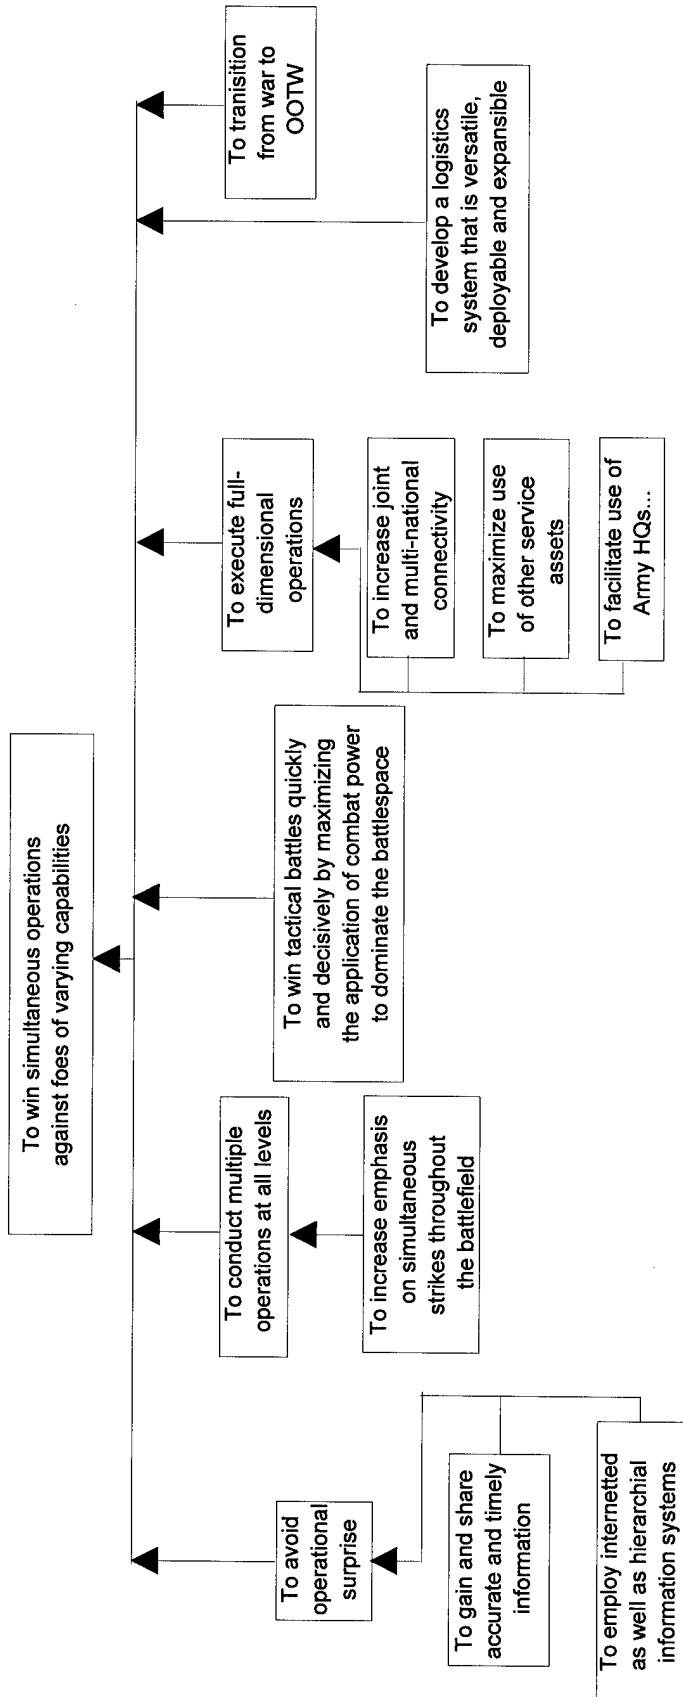 To win simultaneous operations
against foes of varying capabilities
To avoid
operational
surprise
To gain and share
accurate and timely
information
To employ internetted
as well as hierarchial
information systems
To conduct multiple
operations at all levels
To increase emphasis
on simultaneous
strikes throughout
the battlefield
To win tactical battles quickly
and decisively by maximizing
the application of combat power
to dominate the battlespace
To execute full-
dimensional
operations
To increase joint
and multi-national
connectivity
To maximize use
of other service
assets
To facilitate use of
Army HQs...
To develop a logistics
system that is versatile,
deployable and expansible
To tranisition
from war to
OOTW